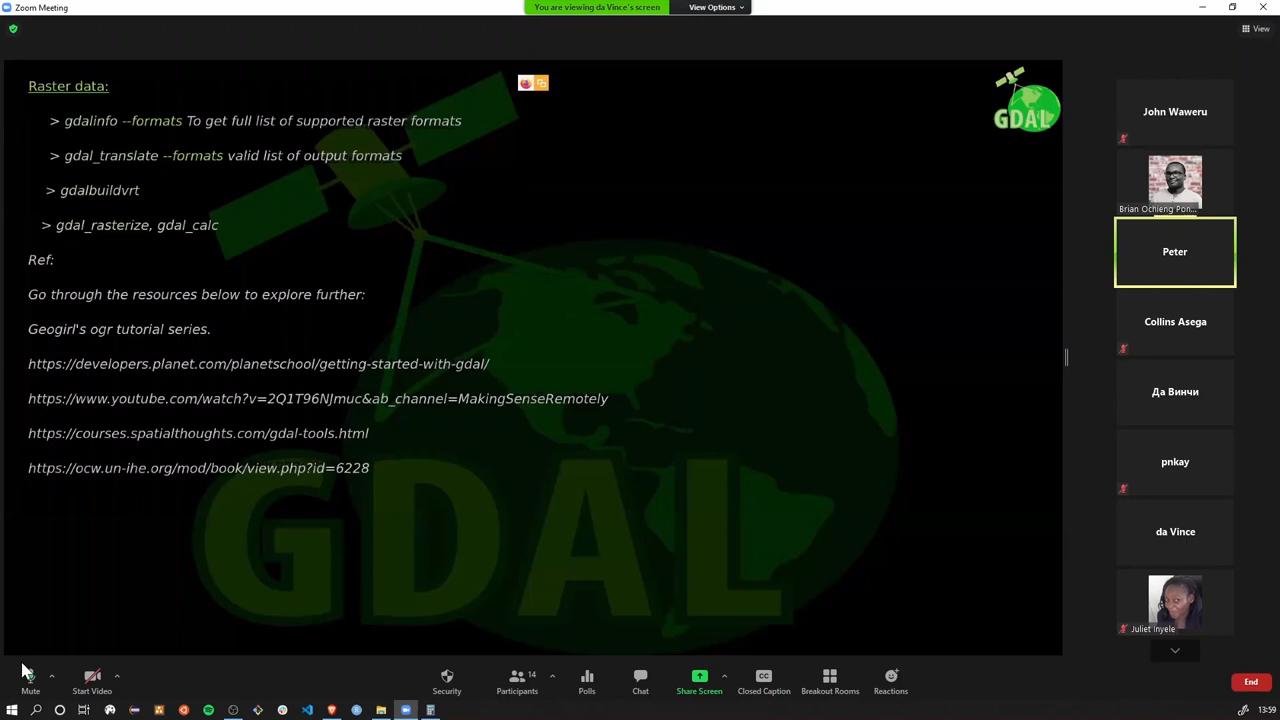 Zoom Meeting
You are viewing da Vince's screen
View Options
View
Raster data:
> gdalinfo --formats To get full list of supported raster formats
> gdal_translate --formats valid list of output formats
> gdalbuildvrt
> gdal_rasterize, gdal_calc
Ref:
Go through the resources below to explore further:
Geogirl's ogr tutorial series.
https://developers.planet.com/planetschool/getting-started-with-gdal/
https://www.youtube.com/watch?v=2Q1T96NJmuc&ab_channel=MakingSenseRemotely
https://courses.spatialthoughts.com/gdal-tools.html
https://ocw.un-ihe.org/mod/book/view.php?id=6228
GDAL
GDAL
John Waweru
Brian Ochieng Pon...
Peter
Collins Asega
Да Винчи
pnkay
da Vince
Juliet Inyele
Mute
Start Video
Security
14
Participants
Polls
Chat
Share Screen
CC
Closed Caption
Breakout Rooms
Reactions
End
13:59